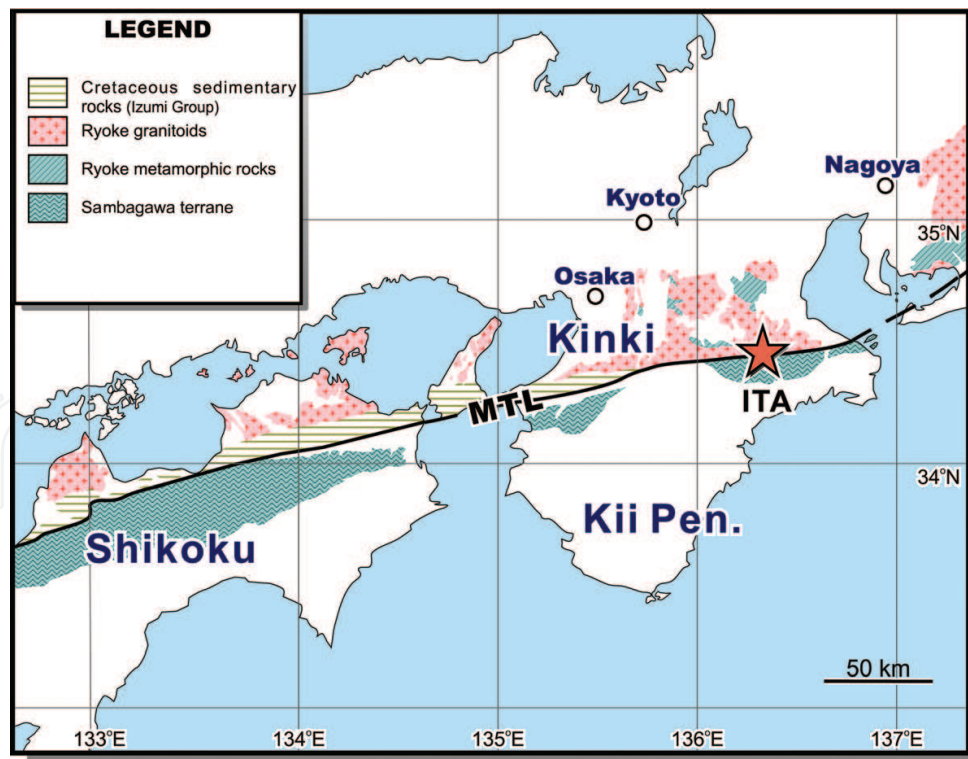 LEGEND
Cretaceous sedimentary
rocks (Izumi Group)
Ryoke granitoids
Ryoke metamorphic rocks
Sambagawa terrane
Nagoya
Kyoto
35°N
Osaka
Kinki
MTL
ITA
34°N
Kii Pen.
Shikoku
50 km
133°E
134°E
135°E
136°E
137°E